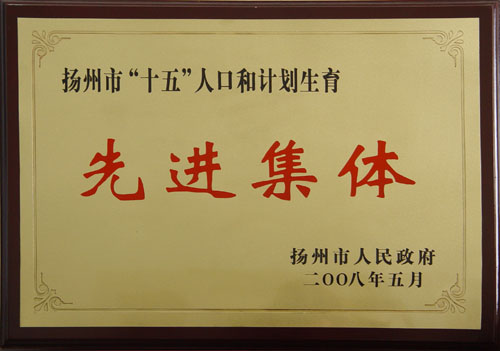 扬州市“十五”人口和计划生育
先进集体
扬州市人民政府
二〇〇八年五月